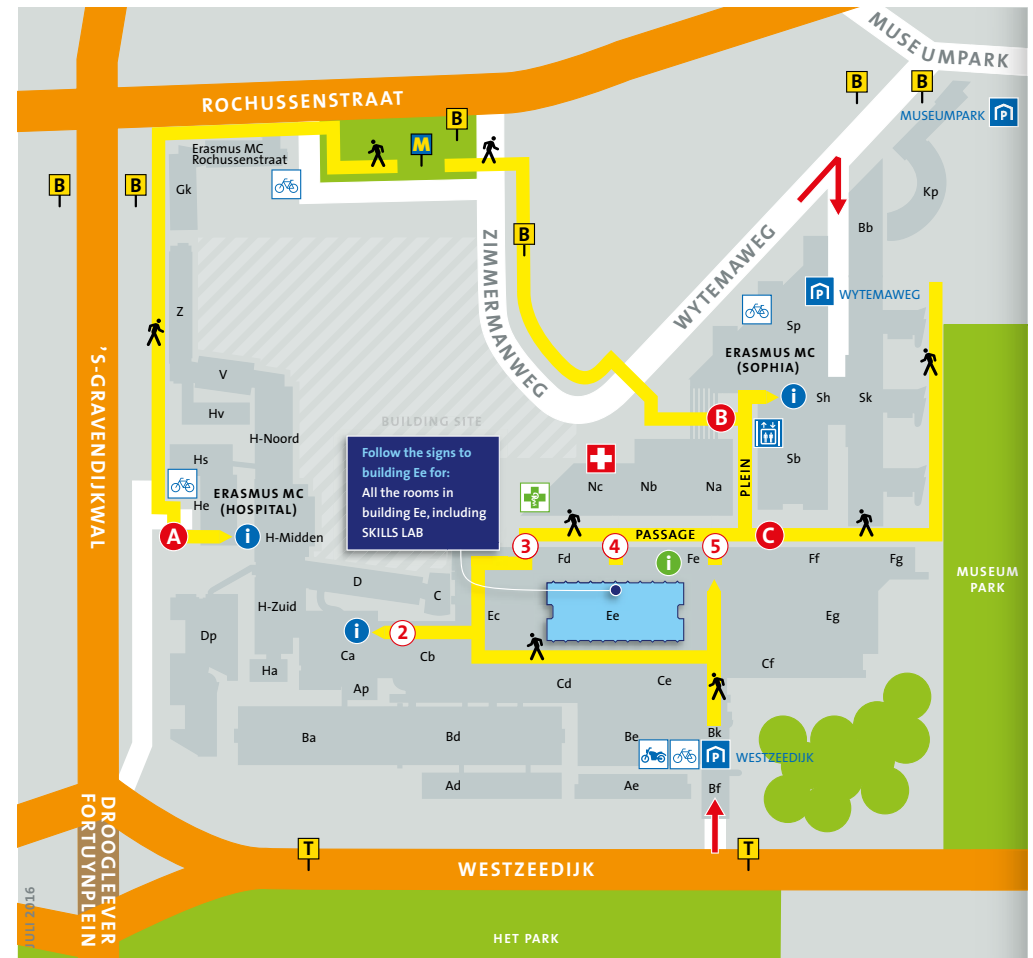 MUSEUMPARK
ROCHUSSENSTRAAT
B
B
B
MUSEUMPARK
P
M
Erasmus MC
Rochussenstraat
B
B
Gk
Kp
Bb
B
ZIMMERMANWEG
WYTEMAWEG
P
WYTEMAWEG
Z
Sp
'S-GRAVENDIJKWAL
ERASMUS MC
(SOPHIA)
V
i
Sh
Sk
Hv
B
BUILDING SITE
H-Noord
Follow the signs to
building Ee for:
All the rooms in
building Ee, including
SKILLS LAB
Hs
Sb
PLEIN
Nc
Nb
Na
ERASMUS MC
(HOSPITAL)
He
A
i
H-Midden
PASSAGE
C
3
4
5
Fd
i
Fe
Ff
Fg
MUSEUM
PARK
D
C
H-Zuid
Ec
Ee
Eg
Dp
i
2
Ca
Cb
Cf
Ha
Ap
Cd
Ce
Ba
Bd
Be
Bk
P
WESTZEEDIJK
Ad
Ae
Bf
DROOGLEEVER
FORTUYNPLEIN
T
T
WESTZEEDIJK
JULI 2016
HET PARK